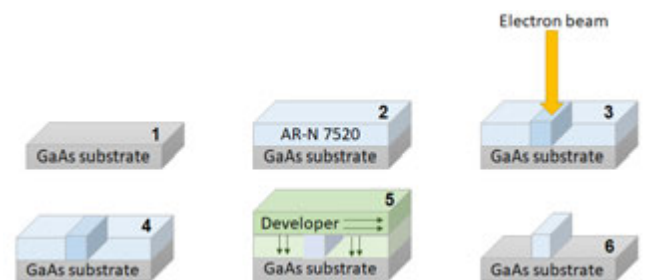 Electron beam
1
GaAs substrate
2
AR-N 7520
GaAs substrate
3
GaAs substrate
4
GaAs substrate
5
Developer
GaAs substrate
6
GaAs substrate